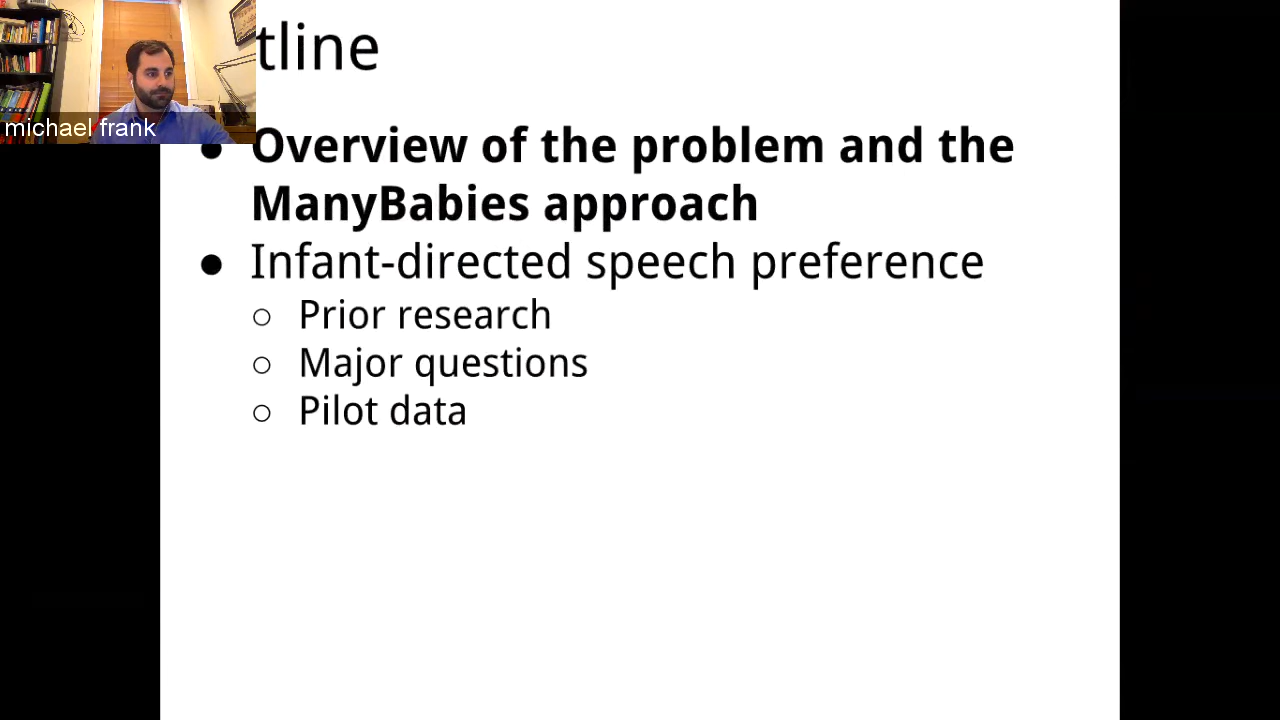 tline
michael frank
● Overview of the problem and the
ManyBabies approach
● Infant-directed speech preference
○ Prior research
○ Major questions
○ Pilot data